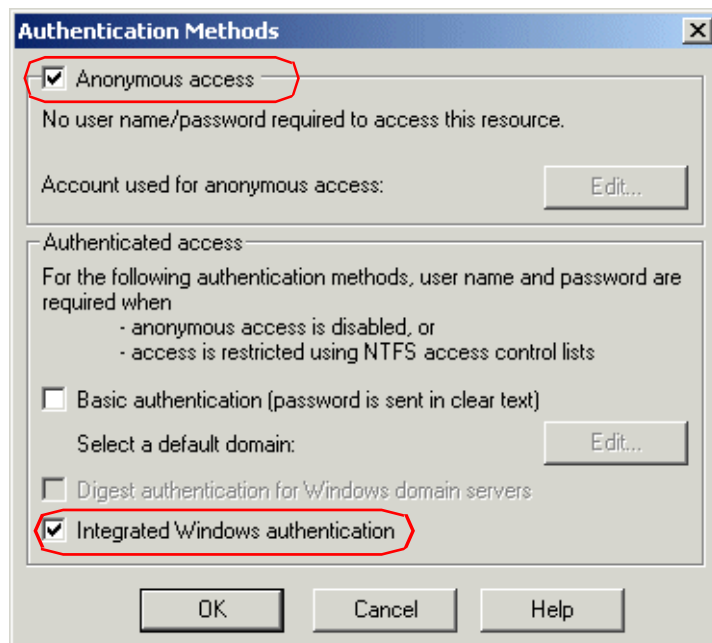 Authentication Methods
Anonymous access
No user name/password required to access this resource.
Account used for anonymous access:
Edit...
Authenticated access
For the following authentication methods, user name and password are
required when
- anonymous access is disabled, or
- access is restricted using NTFS access control lists
Basic authentication (password is sent in clear text)
Select a default domain:
Edit...
Digest authentication for Windows domain servers
Integrated Windows authentication
OK
Cancel
Help